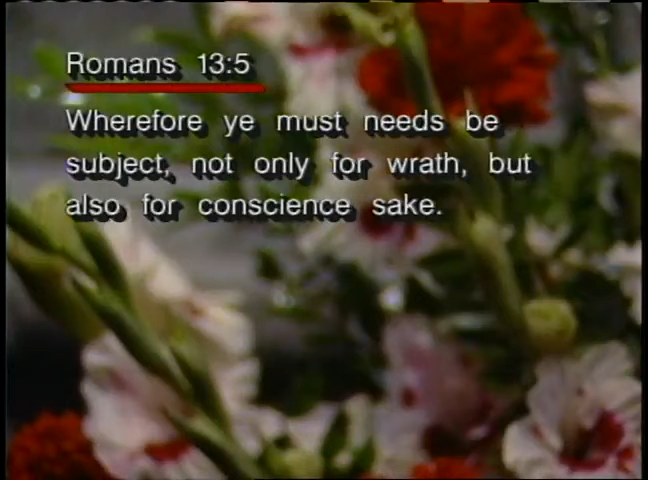 Romans 13:5
Wherefore ye must needs be
subject, not only for wrath, but
also for conscience sake.